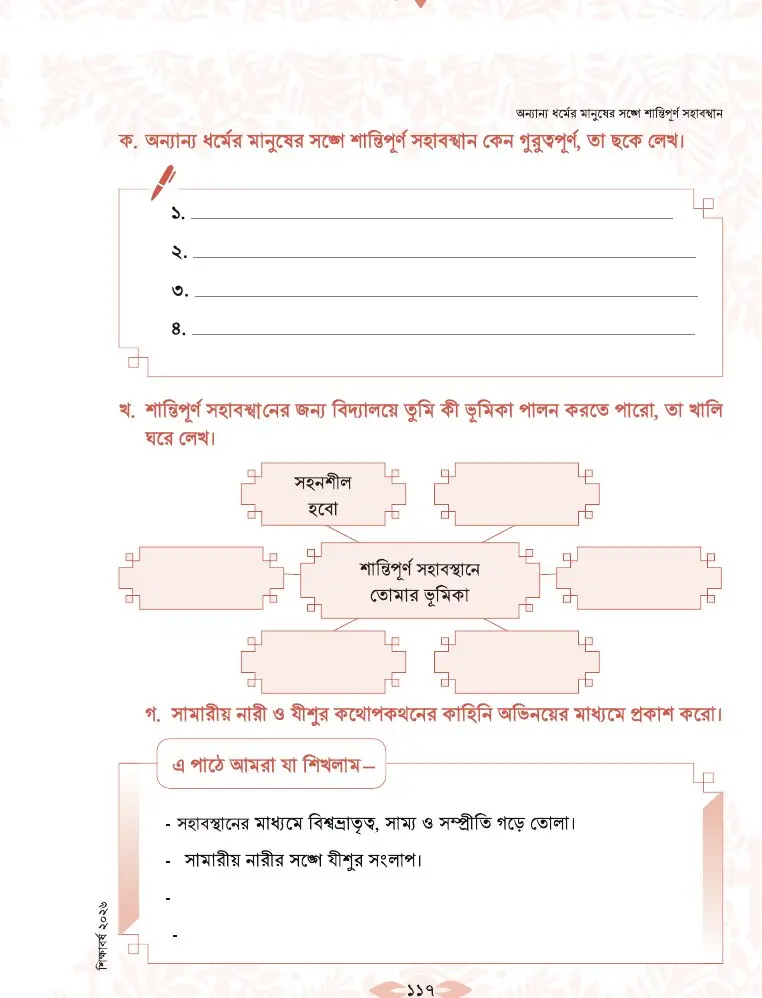 অন্যান্য ধর্মের মানুষের সঙ্গে শান্তিপূর্ণ সহাবস্থান
ক. অন্যান্য ধর্মের মানুষের সঙ্গে শান্তিপূর্ণ সহাবস্থান কেন গুরুত্বপূর্ণ, তা ছকে লেখ।
১.
২.
৩.
৪.
খ. শান্তিপূর্ণ সহাবস্থানের জন্য বিদ্যালয়ে তুমি কী ভূমিকা পালন করতে পারো, তা খালি
ঘরে লেখ।
সহনশীল
হবো
শান্তিপূর্ণ সহাবস্থানে
তোমার ভূমিকা
গ. সামারীয় নারী ও যীশুর কথোপকথনের কাহিনি অভিনয়ের মাধ্যমে প্রকাশ করো।
এ পাঠে আমরা যা শিখলাম–
- সহাবস্থানের মাধ্যমে বিশ্বভ্রাতৃত্ব, সাম্য ও সম্প্রীতি গড়ে তোলা।
- সামারীয় নারীর সঙ্গে যীশুর সংলাপ।
-
-
শিক্ষাবর্ষ ২০২৬
১১৭